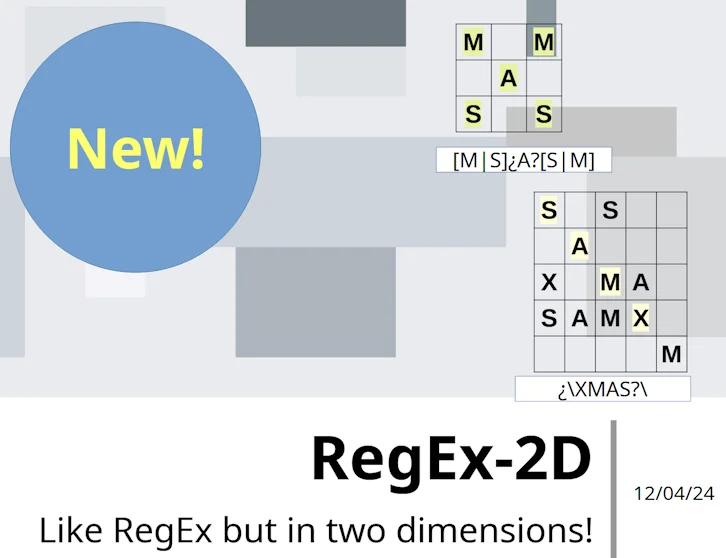 New!
M M
A
S S
[M|S]¿A?[S|M]
S S
A
X M A
S A M X
M
¿\XMAS?\
RegEx-2D
12/04/24
Like RegEx but in two dimensions!